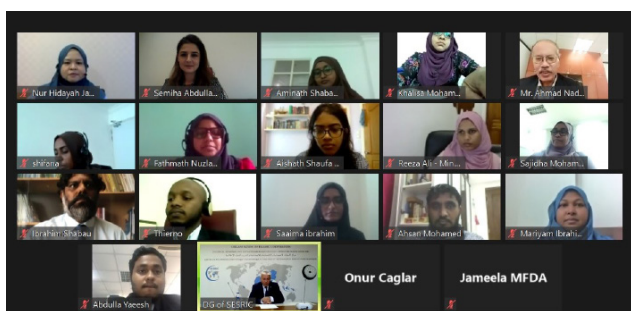 Nur Hidayah Ja...
Semiha Abdulla...
Aminath Shaba...
Khalisa Moham...
Mr. Ahmad Nad...
shifana
Fathmath Nuzla...
Aishath Shaufa ...
Reeza Ali - Min...
Sajidha Moham...
Ibrahim Shabau
Thierno
Saaima ibrahim
Ahsan Mohamed
Mariyam Ibrahi...
Abdulla Yaeesh
DG of SESRIC
Onur Caglar
Jameela MFDA